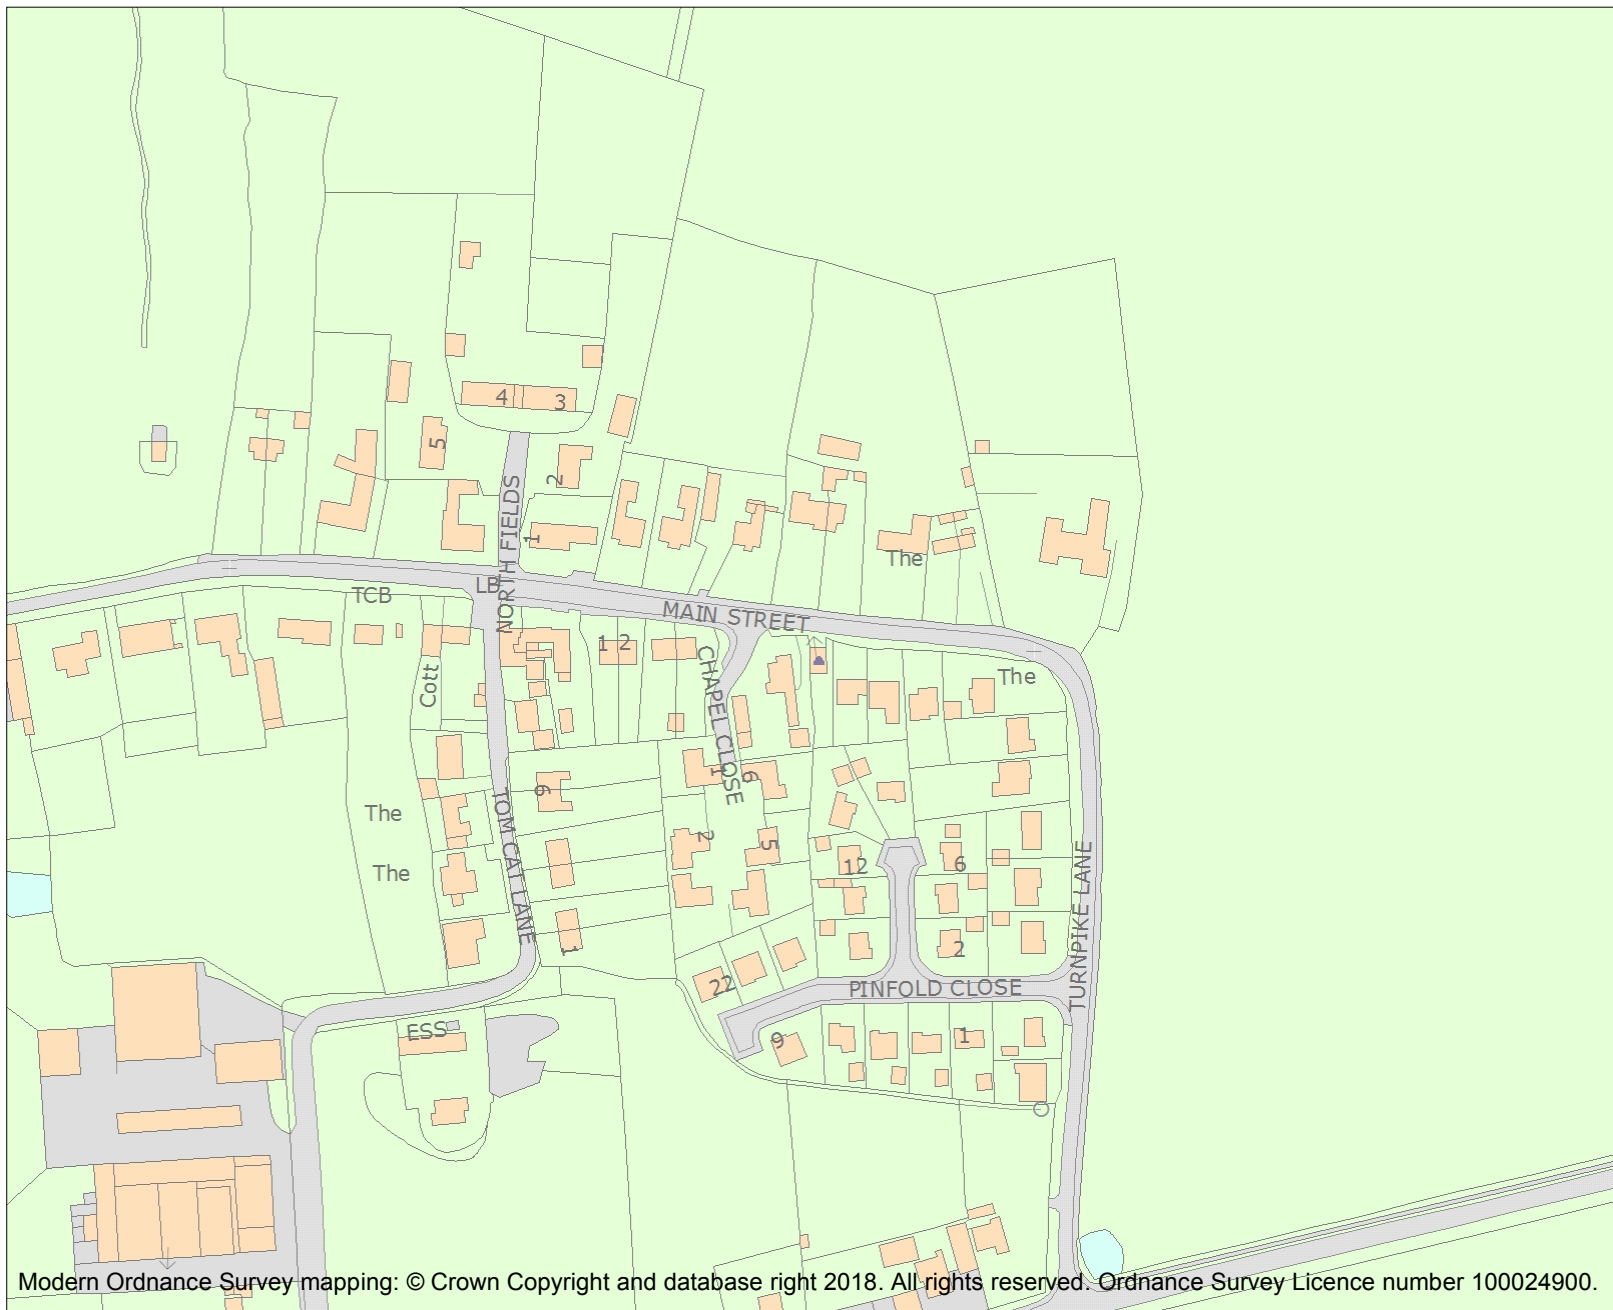 4
3
5
2
NORTH FIELDS
1
The
LB
TCB
MAIN STREET
1
2
Cott
CHAPEL CLOSE
The
1
6
6
TOM CAT LANE
The
2
5
12
6
The
TURNPIKE LANE
1
2
22
PINFOLD CLOSE
ESS
9
1
Modern Ordnance Survey mapping: © Crown Copyright and database right 2018. All rights reserved. Ordnance Survey Licence number 100024900.